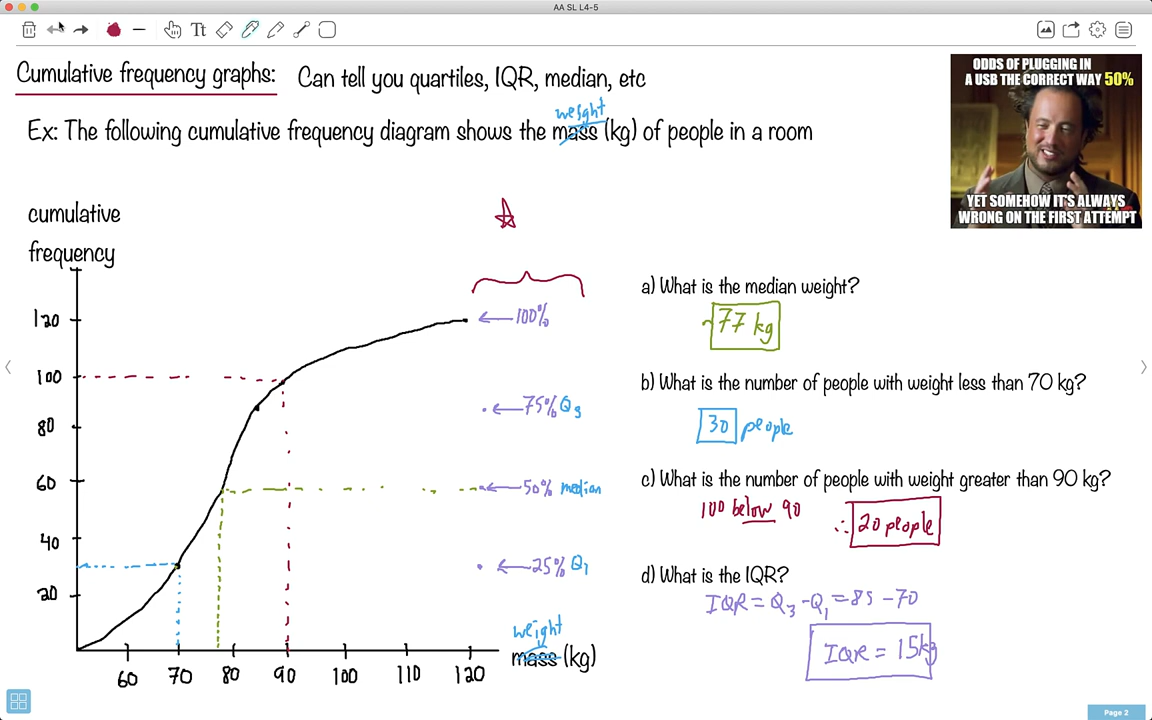 AA SL L4-5
Tt
Cumulative frequency graphs: Can tell you quartiles, IQR, median, etc
weight
Ex: The following cumulative frequency diagram shows the mass (kg) of people in a room
ODDS OF PLUGGING IN
A USB THE CORRECT WAY 50%
YET SOMEHOW IT'S ALWAYS
WRONG ON THE FIRST ATTEMPT
cumulative
frequency
120
100
80
60
40
20
60 70 80 90 100 110 120
weight
mass (kg)
100%
75% Q3
50% median
25% Q1
a) What is the median weight?
~77 kg
b) What is the number of people with weight less than 70 kg?
30 people
c) What is the number of people with weight greater than 90 kg?
100 below 90 ∴ 20 people
d) What is the IQR?
IQR = Q3 - Q1 = 85 - 70
IQR = 15kg
Page 2